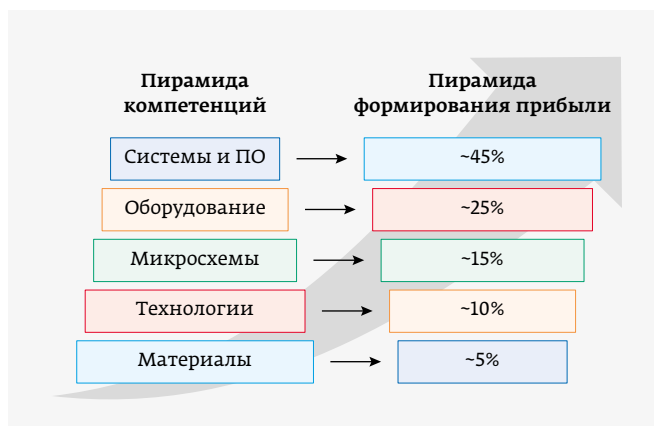 Пирамида
компетенций
Пирамида
формирования прибыли
Системы и ПО
~45%
Оборудование
~25%
Микросхемы
~15%
Технологии
~10%
Материалы
~5%